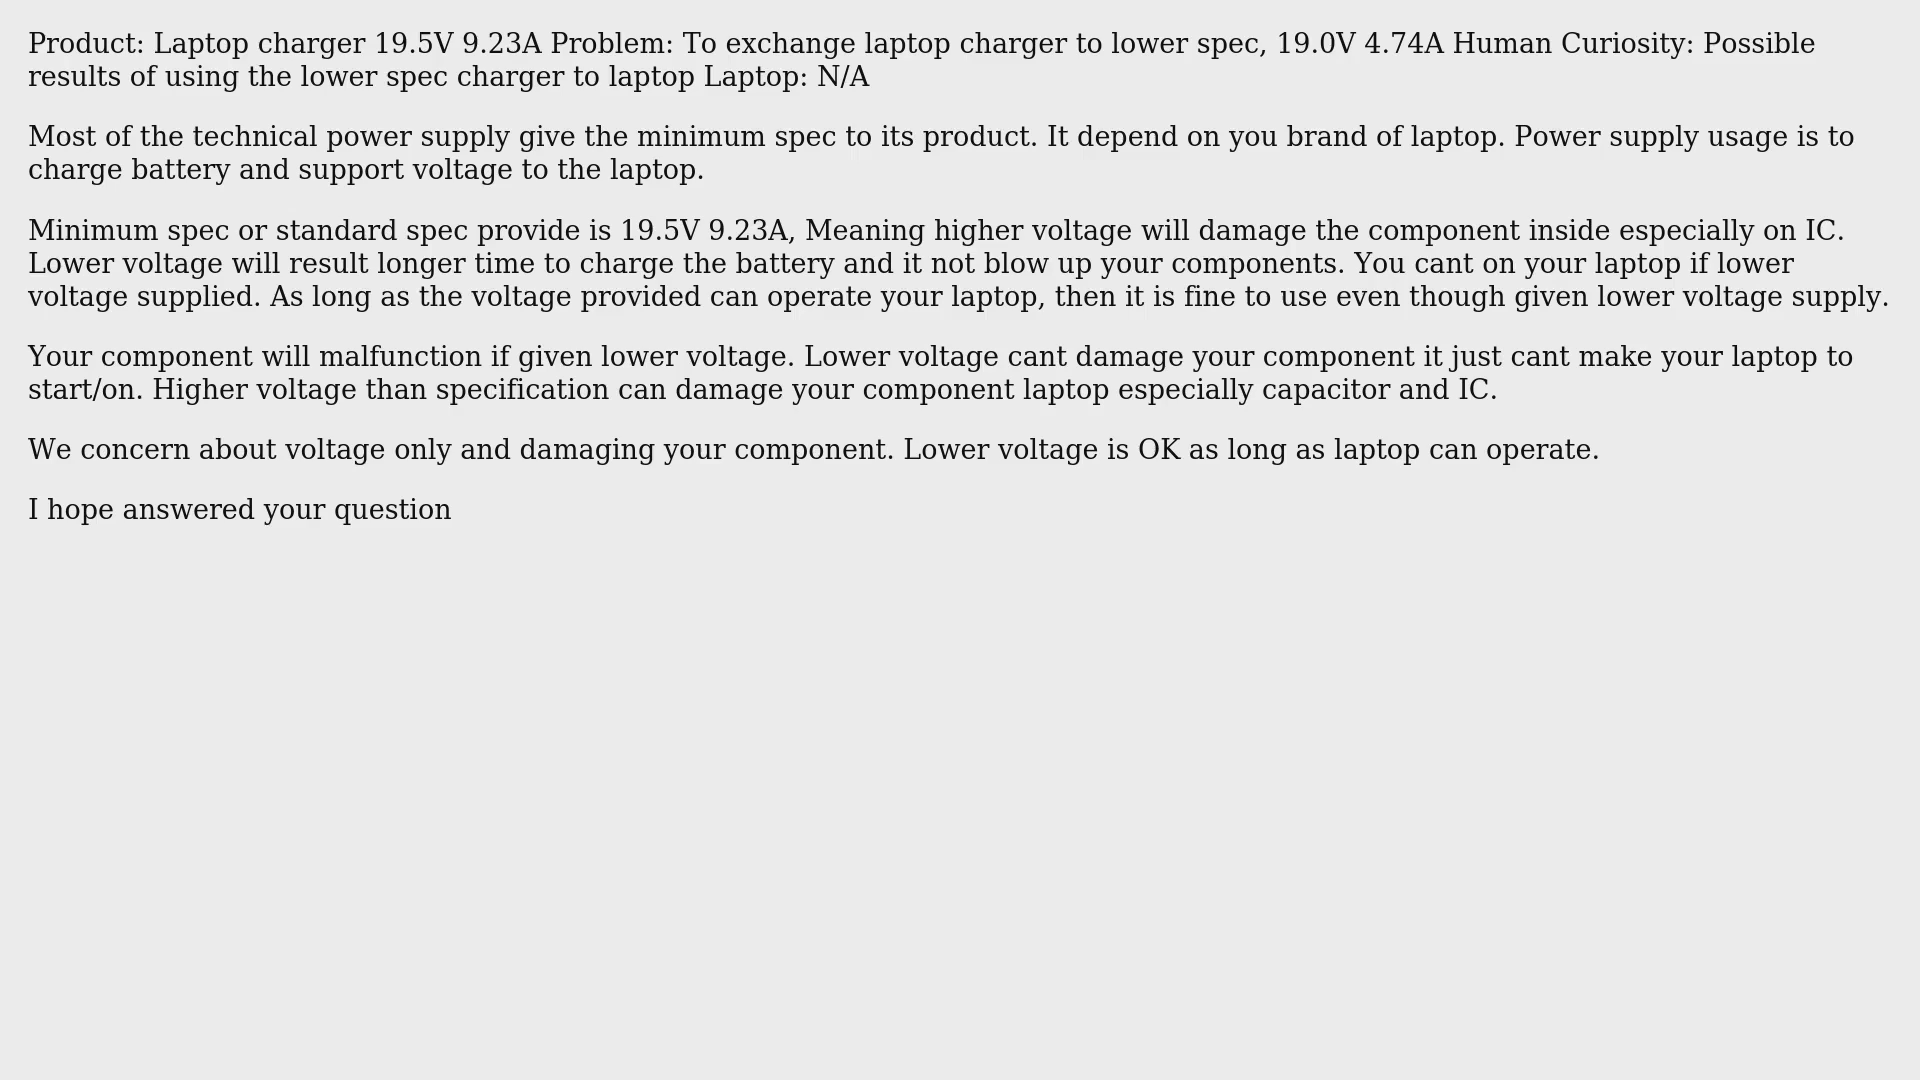 Product: Laptop charger 19.5V 9.23A Problem: To exchange laptop charger to lower spec, 19.0V 4.74A Human Curiosity: Possible
results of using the lower spec charger to laptop Laptop: N/A
Most of the technical power supply give the minimum spec to its product. It depend on you brand of laptop. Power supply usage is to
charge battery and support voltage to the laptop.
Minimum spec or standard spec provide is 19.5V 9.23A, Meaning higher voltage will damage the component inside especially on IC.
Lower voltage will result longer time to charge the battery and it not blow up your components. You cant on your laptop if lower
voltage supplied. As long as the voltage provided can operate your laptop, then it is fine to use even though given lower voltage supply.
Your component will malfunction if given lower voltage. Lower voltage cant damage your component it just cant make your laptop to
start/on. Higher voltage than specification can damage your component laptop especially capacitor and IC.
We concern about voltage only and damaging your component. Lower voltage is OK as long as laptop can operate.
I hope answered your question